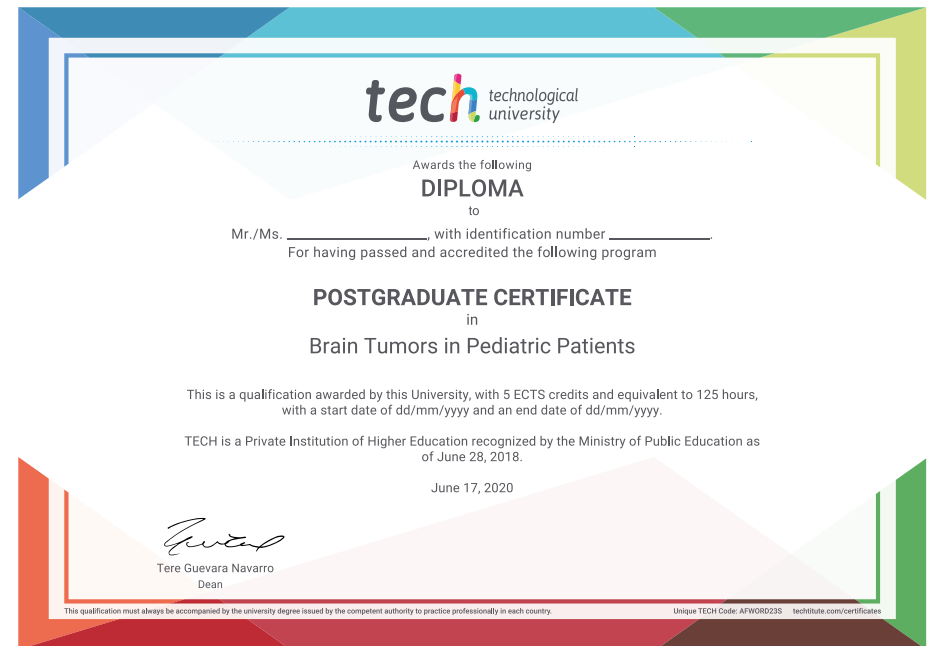 tech technological
university
Awards the following
DIPLOMA
to
Mr./Ms. ____________________, with identification number ______________.
For having passed and accredited the following program
POSTGRADUATE CERTIFICATE
in
Brain Tumors in Pediatric Patients
This is a qualification awarded by this University, with 5 ECTS credits and equivalent to 125 hours,
with a start date of dd/mm/yyyy and an end date of dd/mm/yyyy.
TECH is a Private Institution of Higher Education recognized by the Ministry of Public Education as
of June 28, 2018.
June 17, 2020
Tere Guevara Navarro
Dean
This qualification must always be accompanied by the university degree issued by the competent authority to practice professionally in each country. Unique TECH Code: AFWORD23S techtitute.com/certificates